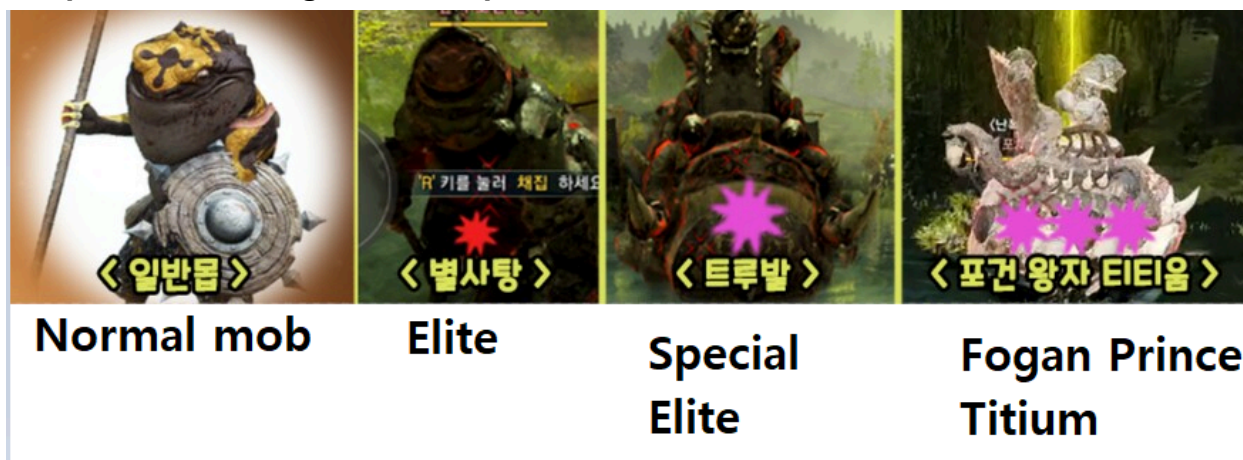 'R' 키를 눌러 채집 하세요
< 일반몹 >
< 별사탕 >
< 트루발 >
< 포건 왕자 티티움 >
Normal mob
Elite
Special
Elite
Fogan Prince
Titium